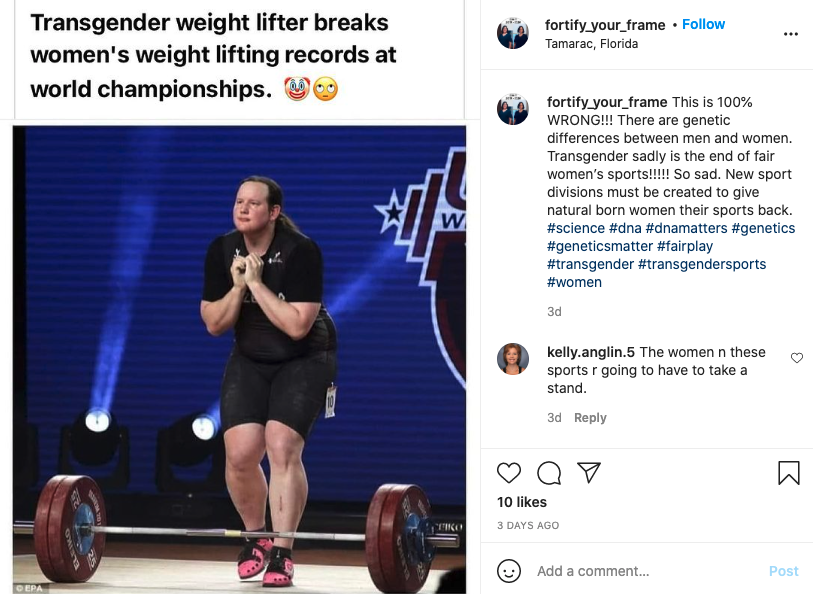 Transgender weight lifter breaks
women's weight lifting records at
world championships. 🤡🙄
W
10
© EPA
fortify_your_frame • Follow
Tamarac, Florida
fortify_your_frame This is 100%
WRONG!!! There are genetic
differences between men and women.
Transgender sadly is the end of fair
women's sports!!!!! So sad. New sport
divisions must be created to give
natural born women their sports back.
#science #dna #dnamatters #genetics
#geneticsmatter #fairplay
#transgender #transgendersports
#women
3d
kelly.anglin.5 The women n these
sports r going to have to take a
stand.
3d Reply
10 likes
3 DAYS AGO
Add a comment... Post